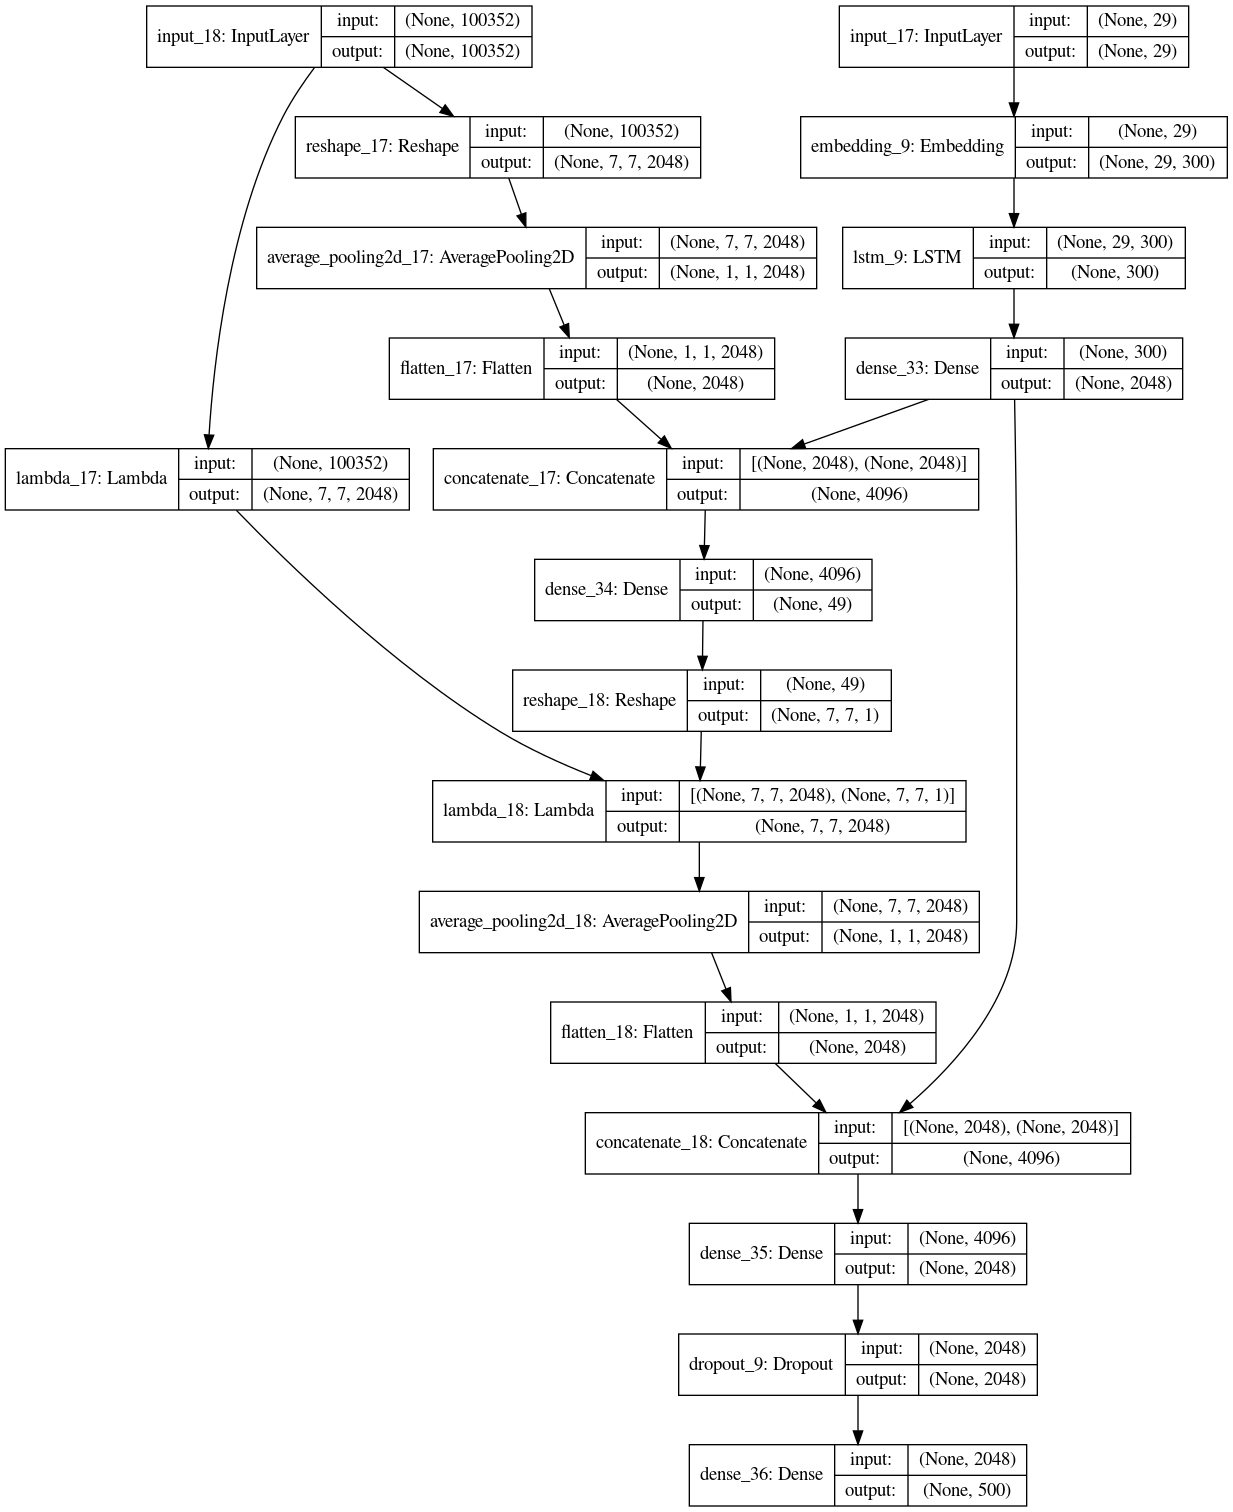 input_18: InputLayer
input:
(None, 100352)
output:
(None, 100352)
input_17: InputLayer
input:
(None, 29)
output:
(None, 29)
reshape_17: Reshape
input:
(None, 100352)
output:
(None, 7, 7, 2048)
embedding_9: Embedding
input:
(None, 29)
output:
(None, 29, 300)
average_pooling2d_17: AveragePooling2D
input:
(None, 7, 7, 2048)
output:
(None, 1, 1, 2048)
lstm_9: LSTM
input:
(None, 29, 300)
output:
(None, 300)
flatten_17: Flatten
input:
(None, 1, 1, 2048)
output:
(None, 2048)
dense_33: Dense
input:
(None, 300)
output:
(None, 2048)
lambda_17: Lambda
input:
(None, 100352)
output:
(None, 7, 7, 2048)
concatenate_17: Concatenate
input:
[(None, 2048), (None, 2048)]
output:
(None, 4096)
dense_34: Dense
input:
(None, 4096)
output:
(None, 49)
reshape_18: Reshape
input:
(None, 49)
output:
(None, 7, 7, 1)
lambda_18: Lambda
input:
[(None, 7, 7, 2048), (None, 7, 7, 1)]
output:
(None, 7, 7, 2048)
average_pooling2d_18: AveragePooling2D
input:
(None, 7, 7, 2048)
output:
(None, 1, 1, 2048)
flatten_18: Flatten
input:
(None, 1, 1, 2048)
output:
(None, 2048)
concatenate_18: Concatenate
input:
[(None, 2048), (None, 2048)]
output:
(None, 4096)
dense_35: Dense
input:
(None, 4096)
output:
(None, 2048)
dropout_9: Dropout
input:
(None, 2048)
output:
(None, 2048)
dense_36: Dense
input:
(None, 2048)
output:
(None, 500)